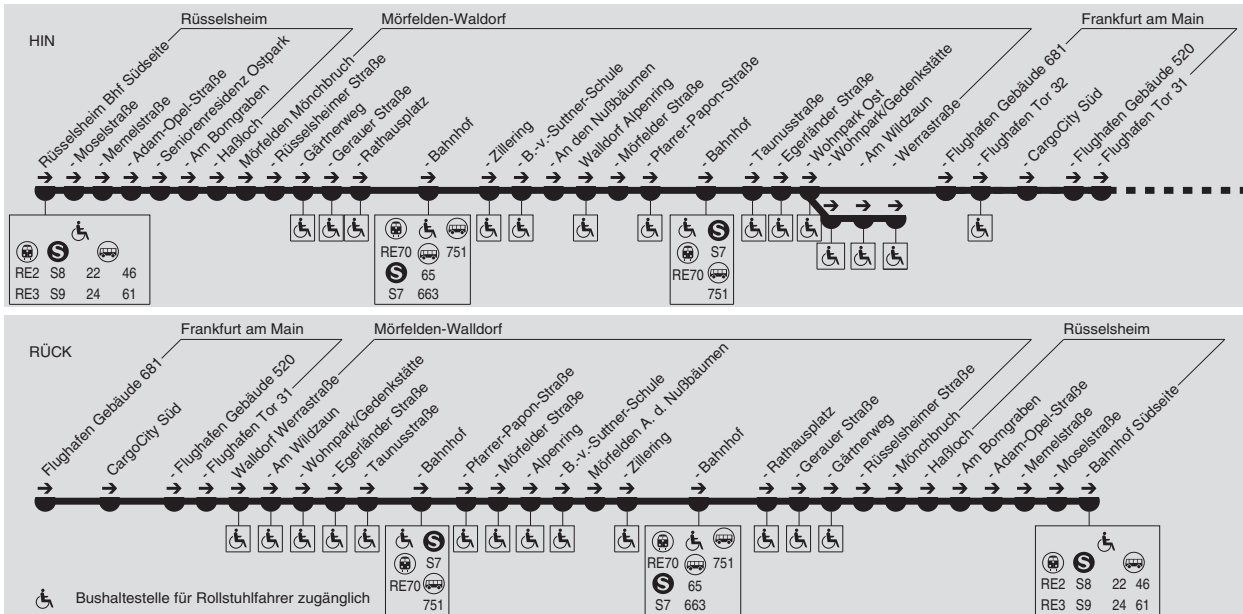 HIN
Rüsselsheim
Mörfelden-Waldorf
Frankfurt am Main
Rüsselsheim Bhf Südseite
- Moselstraße
- Memelstraße
- Adam-Opel-Straße
- Seniorenresidenz Ostpark
- Am Borngraben
- Haßloch
- Mörfelden Mönchbruch
- Rüsselsheimer Straße
- Gärtnerweg
- Gerauer Straße
- Rathausplatz
- Bahnhof
- Zillering
- B.-v.-Suttner-Schule
- An den Nußbäumen
- Walldorf Alpenring
- Mörfelder Straße
- Pfarrer-Papon-Straße
- Bahnhof
- Taunusstraße
- Egerländer Straße
- Wohnpark Ost
- Wohnpark/Gedenkstätte
- Am Wildzaun
- Werrastraße
- Flughafen Gebäude 681
- Flughafen Tor 32
- CargoCity Süd
- Flughafen Gebäude 520
- Flughafen Tor 31
S
RE2 S8 22 46
RE3 S9 24 61
RE70 751
S 65
S7 663
S
S7
RE70
751
RÜCK
Frankfurt am Main
Mörfelden-Walldorf
Rüsselsheim
Flughafen Gebäude 681
- CargoCity Süd
- Flughafen Gebäude 520
- Flughafen Tor 31
Walldorf Werrastraße
- Am Wildzaun
- Wohnpark/Gedenkstätte
- Egerländer Straße
- Taunusstraße
- Bahnhof
- Pfarrer-Papon-Straße
- Mörfelder Straße
- Alpenring
- B.-v.-Suttner-Schule
Mörfelden A. d. Nußbäumen
- Zillering
- Bahnhof
- Rathausplatz
- Gerauer Straße
- Gärtnerweg
- Rüsselsheimer Straße
- Mönchbruch
- Haßloch
- Am Borngraben
- Adam-Opel-Straße
- Memelstraße
- Moselstraße
- Bahnhof Südseite
S
S7
RE70
751
RE70 751
S 65
S7 663
S
RE2 S8 22 46
RE3 S9 24 61
Bushaltestelle für Rollstuhlfahrer zugänglich